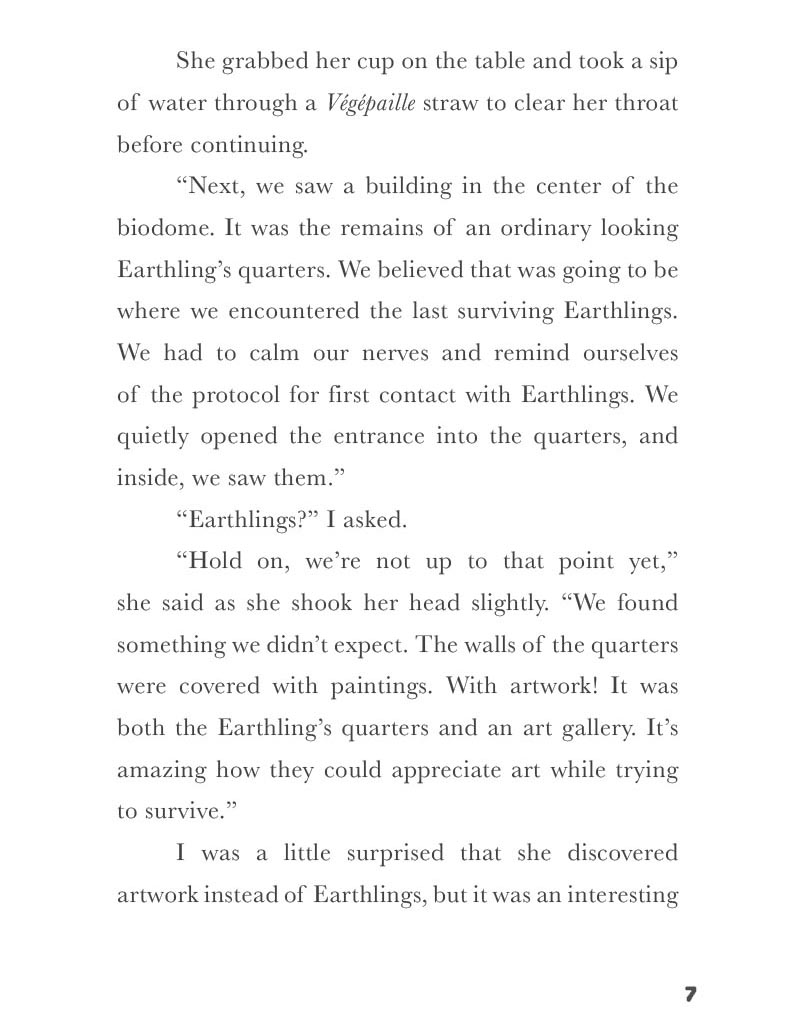 She grabbed her cup on the table and took a sip
of water through a Végépaille straw to clear her throat
before continuing.
“Next, we saw a building in the center of the
biodome. It was the remains of an ordinary looking
Earthling’s quarters. We believed that was going to be
where we encountered the last surviving Earthlings.
We had to calm our nerves and remind ourselves
of the protocol for first contact with Earthlings. We
quietly opened the entrance into the quarters, and
inside, we saw them.”
“Earthlings?” I asked.
“Hold on, we’re not up to that point yet,”
she said as she shook her head slightly. “We found
something we didn’t expect. The walls of the quarters
were covered with paintings. With artwork! It was
both the Earthling’s quarters and an art gallery. It’s
amazing how they could appreciate art while trying
to survive.”
I was a little surprised that she discovered
artwork instead of Earthlings, but it was an interesting
7